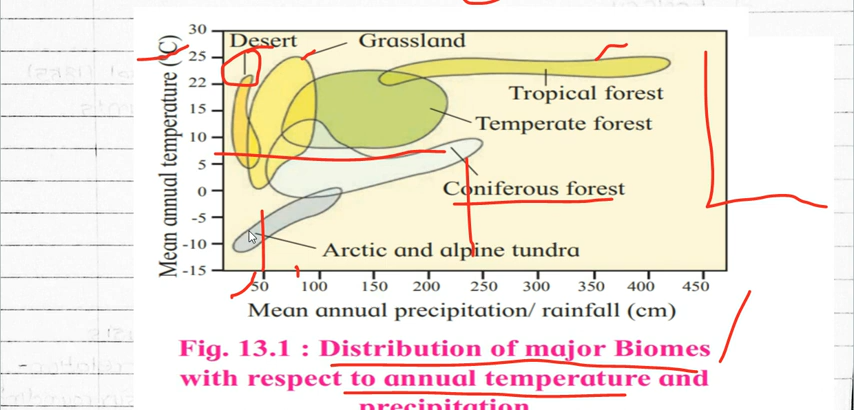 30
Desert Grassland
25
22
Tropical forest
15
Temperate forest
10
5
0
Coniferous forest
-5
-10
Arctic and alpine tundra
-15
Mean annual temperature (C)
50 100 150 200 250 300 350 400 450
Mean annual precipitation/ rainfall (cm)
Fig. 13.1 : Distribution of major Biomes
with respect to annual temperature and
precipitation